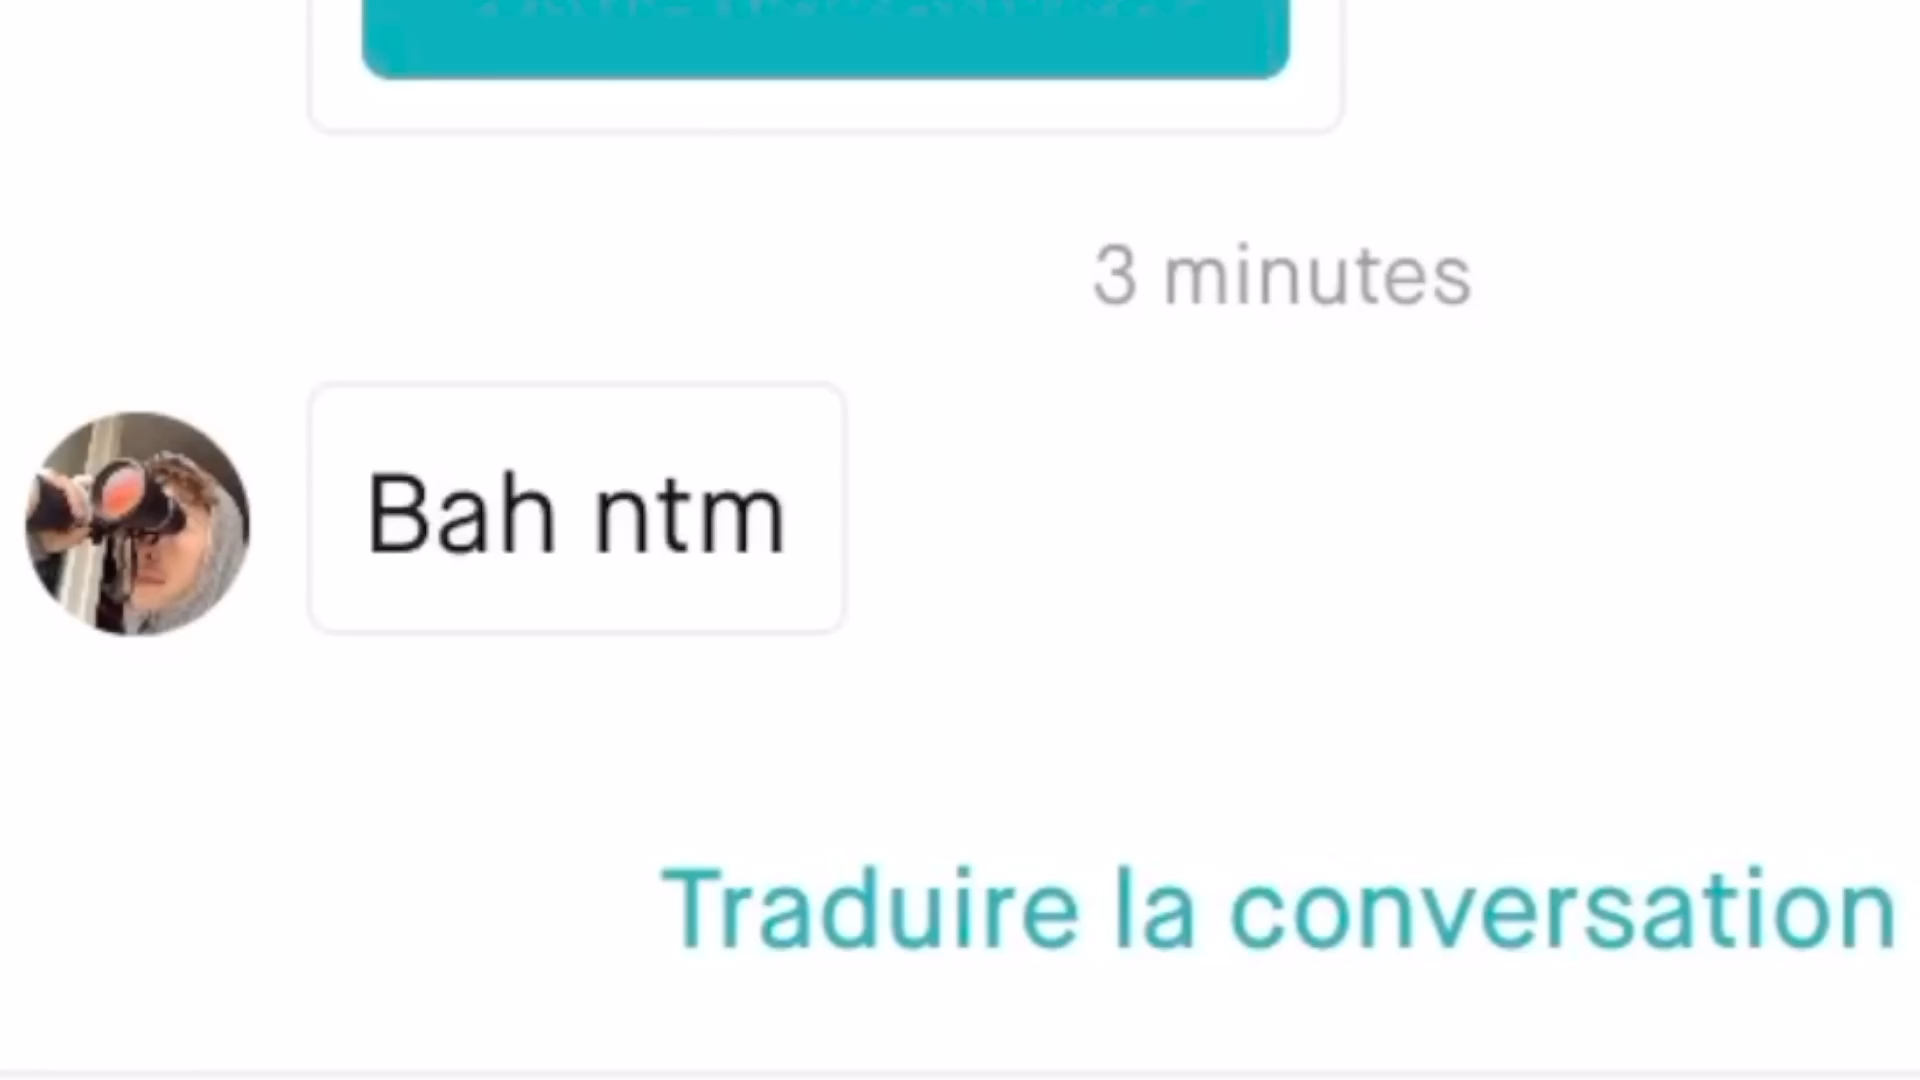 3 minutes
Bah ntm
Traduire la conversation